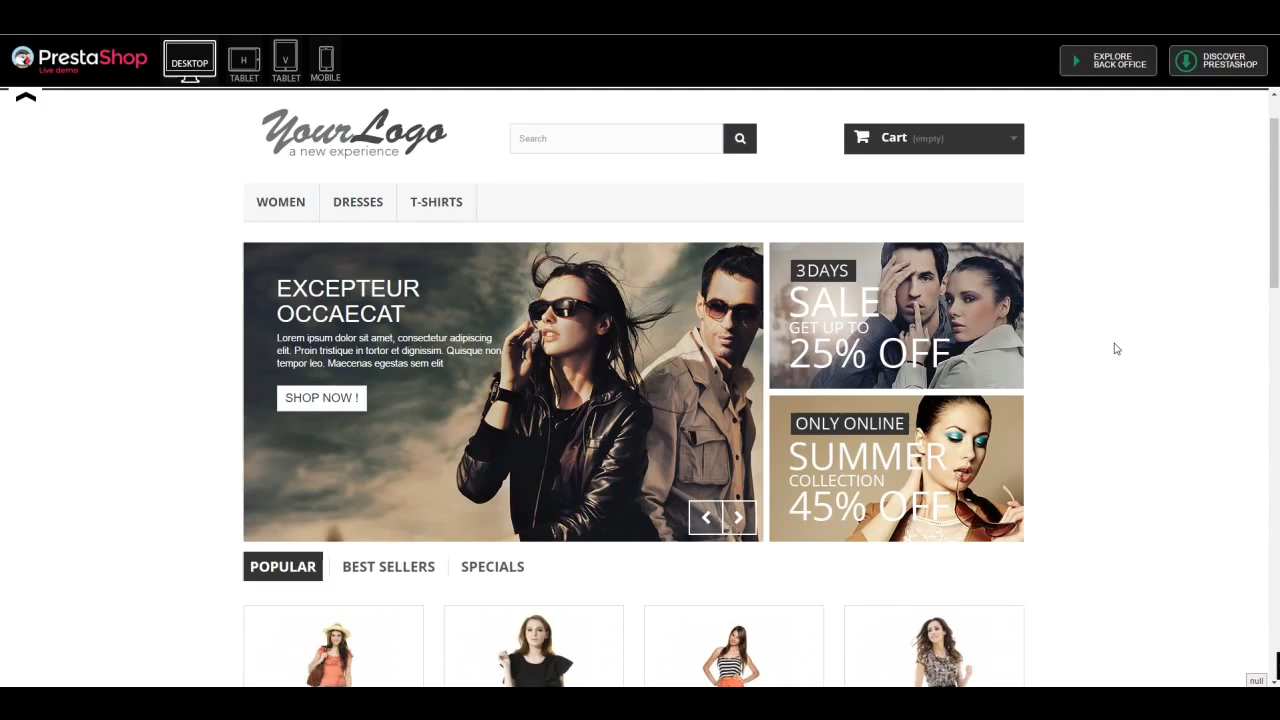 PrestaShop
Live demo
DESKTOP
H
TABLET
V
TABLET
MOBILE
EXPLORE
BACK OFFICE
DISCOVER
PRESTASHOP
YourLogo
a new experience
Search
Cart (empty)
WOMEN
DRESSES
T-SHIRTS
EXCEPTEUR
OCCAECAT
Lorem ipsum dolor sit amet, consectetur adipiscing
elit. Proin tristique in tortor et dignissim. Quisque non
tempor leo. Maecenas egestas sem elit
SHOP NOW !
3 DAYS
SALE
GET UP TO
25% OFF
ONLY ONLINE
SUMMER
COLLECTION
45% OFF
POPULAR
BEST SELLERS
SPECIALS
null